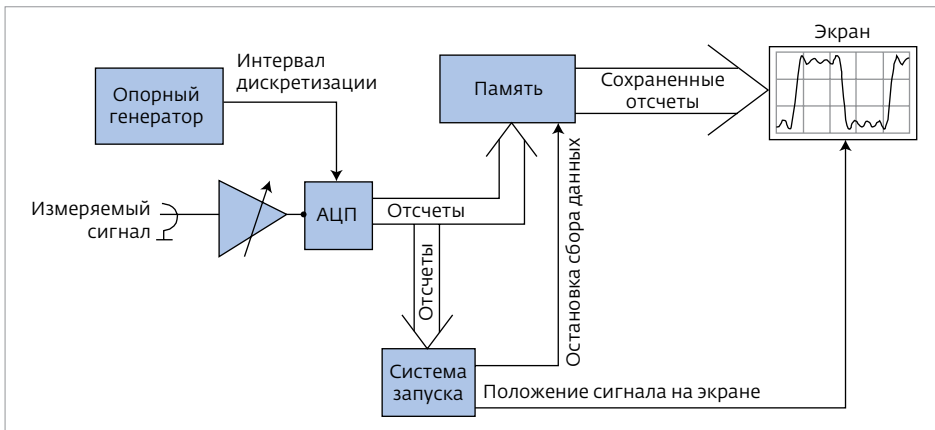 Экран
Интервал
дискретизации
Опорный
генератор
Память
Сохраненные
отсчеты
Измеряемый
сигнал
АЦП
Отсчеты
Отсчеты
Остановка сбора данных
Система
запуска
Положение сигнала на экране